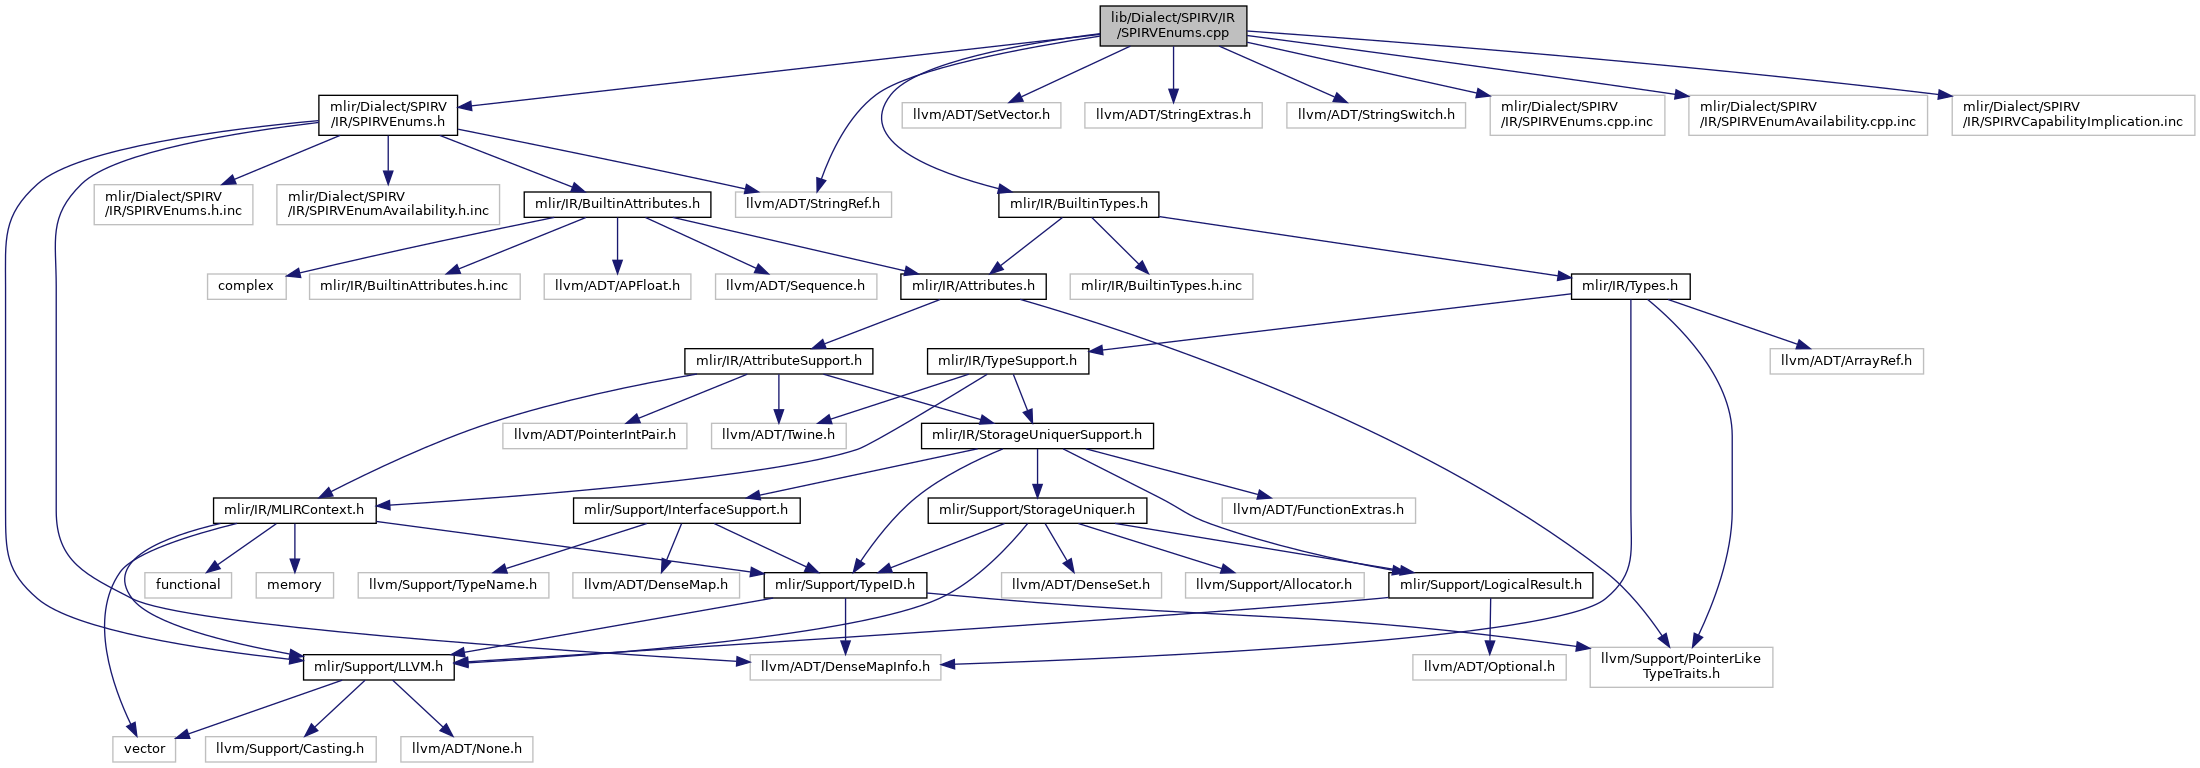 lib/Dialect/SPIRV/IR
/SPIRVEnums.cpp
mlir/Dialect/SPIRV
/IR/SPIRVEnums.h
llvm/ADT/SetVector.h
llvm/ADT/StringExtras.h
llvm/ADT/StringSwitch.h
mlir/Dialect/SPIRV
/IR/SPIRVEnums.cpp.inc
mlir/Dialect/SPIRV
/IR/SPIRVEnumAvailability.cpp.inc
mlir/Dialect/SPIRV
/IR/SPIRVCapabilityImplication.inc
mlir/Dialect/SPIRV
/IR/SPIRVEnums.h.inc
mlir/Dialect/SPIRV
/IR/SPIRVEnumAvailability.h.inc
mlir/IR/BuiltinAttributes.h
llvm/ADT/StringRef.h
mlir/IR/BuiltinTypes.h
complex
mlir/IR/BuiltinAttributes.h.inc
llvm/ADT/APFloat.h
llvm/ADT/Sequence.h
mlir/IR/Attributes.h
mlir/IR/BuiltinTypes.h.inc
mlir/IR/Types.h
mlir/IR/AttributeSupport.h
mlir/IR/TypeSupport.h
llvm/ADT/ArrayRef.h
llvm/ADT/PointerIntPair.h
llvm/ADT/Twine.h
mlir/IR/StorageUniquerSupport.h
mlir/IR/MLIRContext.h
mlir/Support/InterfaceSupport.h
mlir/Support/StorageUniquer.h
llvm/ADT/FunctionExtras.h
functional
memory
llvm/Support/TypeName.h
llvm/ADT/DenseMap.h
mlir/Support/TypeID.h
llvm/ADT/DenseSet.h
llvm/Support/Allocator.h
mlir/Support/LogicalResult.h
mlir/Support/LLVM.h
llvm/ADT/DenseMapInfo.h
llvm/ADT/Optional.h
llvm/Support/PointerLike
TypeTraits.h
vector
llvm/Support/Casting.h
llvm/ADT/None.h